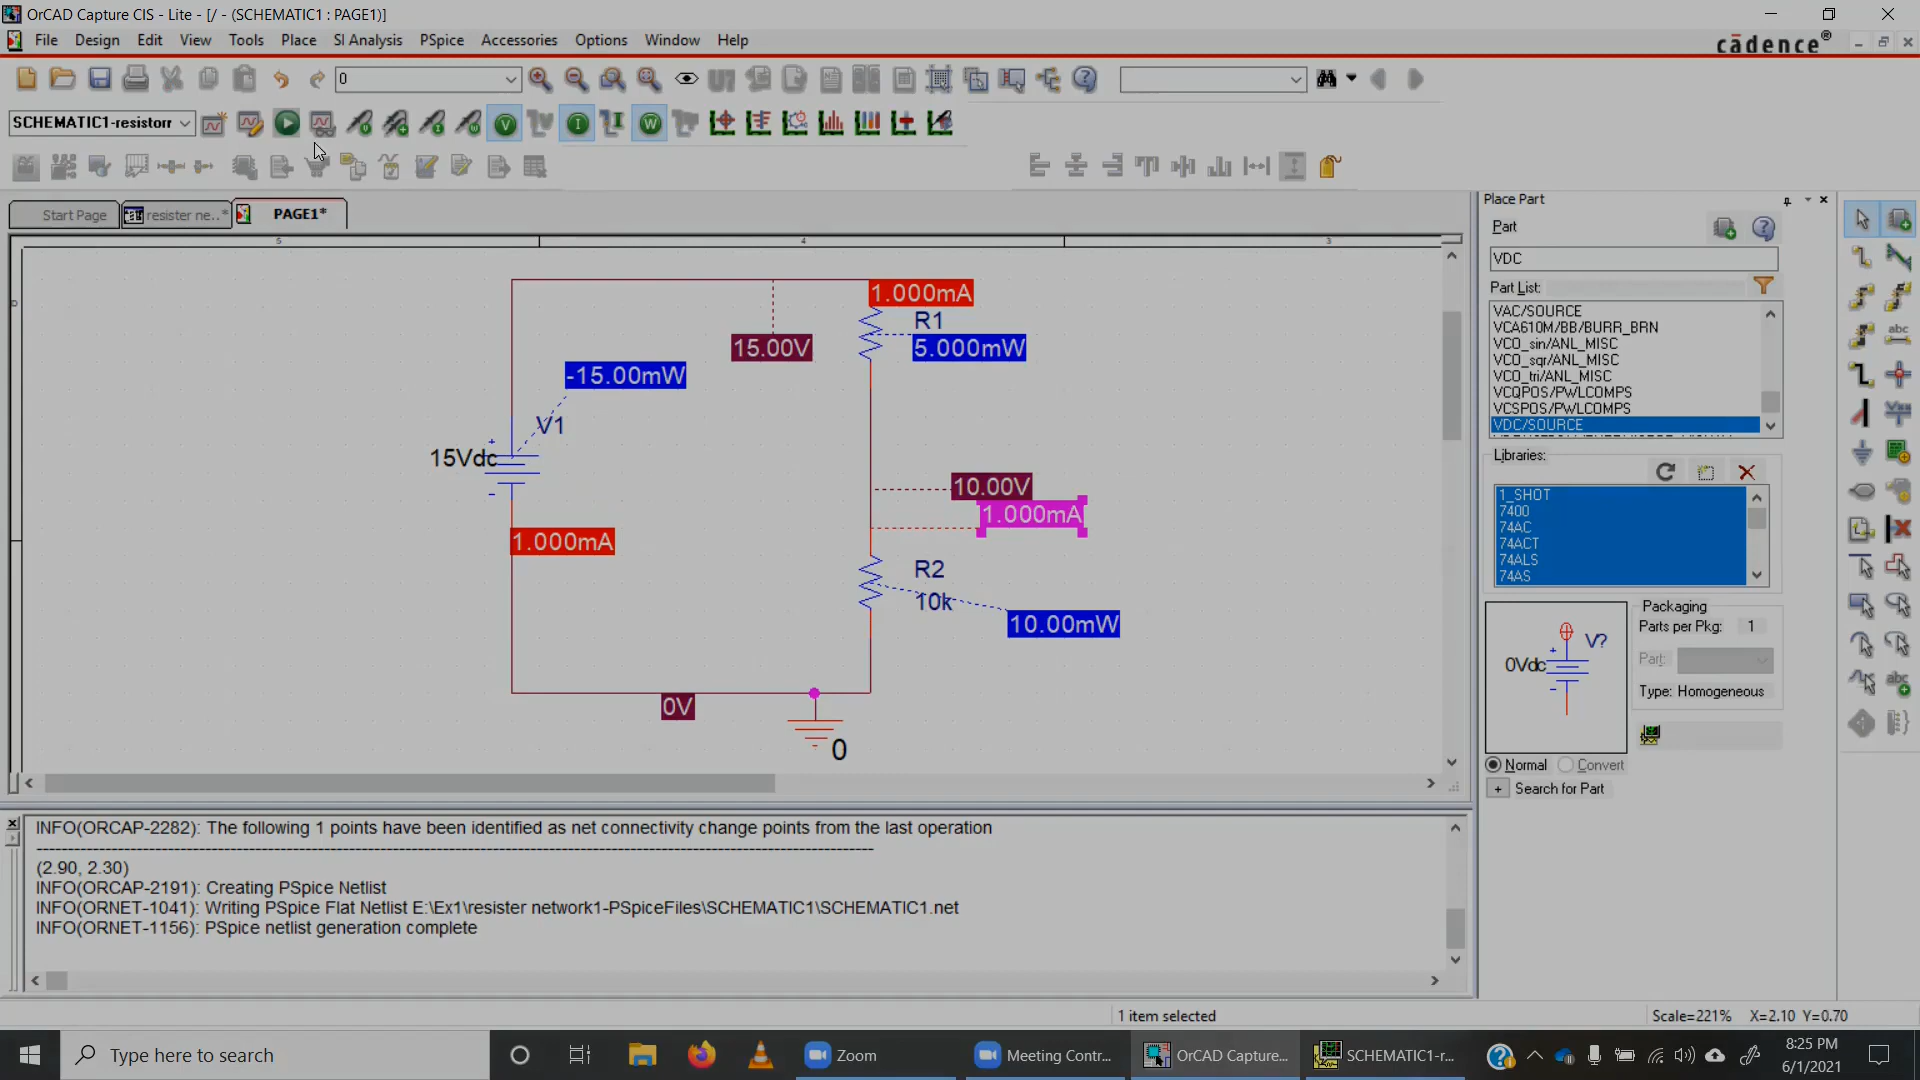 OrCAD Capture CIS - Lite - [/ - (SCHEMATIC1 : PAGE1)]
File Design Edit View Tools Place SI Analysis PSpice Accessories Options Window Help
cādence®
0
SCHEMATIC1-resistorr
V I W
Start Page
resister ne..*
PAGE1*
5 4 3
1.000mA
R1
15.00V
5.000mW
-15.00mW
V1
15Vdc
10.00V
1.000mA
1.000mA
R2
10k
10.00mW
0V
0
Place Part
Part
VDC
Part List:
VAC/SOURCE
VCA610M/BB/BURR_BRN
VCO_sin/ANL_MISC
VCO_sqr/ANL_MISC
VCO_tri/ANL_MISC
VCQPOS/PWLCOMPS
VCSPOS/PWLCOMPS
VDC/SOURCE
Libraries:
1_SHOT
7400
74AC
74ACT
74ALS
74AS
Packaging
Parts per Pkg: 1
Part:
Type: Homogeneous
V?
0Vdc
Normal Convert
+ Search for Part
INFO(ORCAP-2282): The following 1 points have been identified as net connectivity change points from the last operation
(2.90, 2.30)
INFO(ORCAP-2191): Creating PSpice Netlist
INFO(ORNET-1041): Writing PSpice Flat Netlist E:\Ex1\resister network1-PSpiceFiles\SCHEMATIC1\SCHEMATIC1.net
INFO(ORNET-1156): PSpice netlist generation complete
1 item selected
Scale=221% X=2.10 Y=0.70
Type here to search
Zoom
Meeting Contr...
OrCAD Capture...
SCHEMATIC1-r...
8:25 PM
6/1/2021